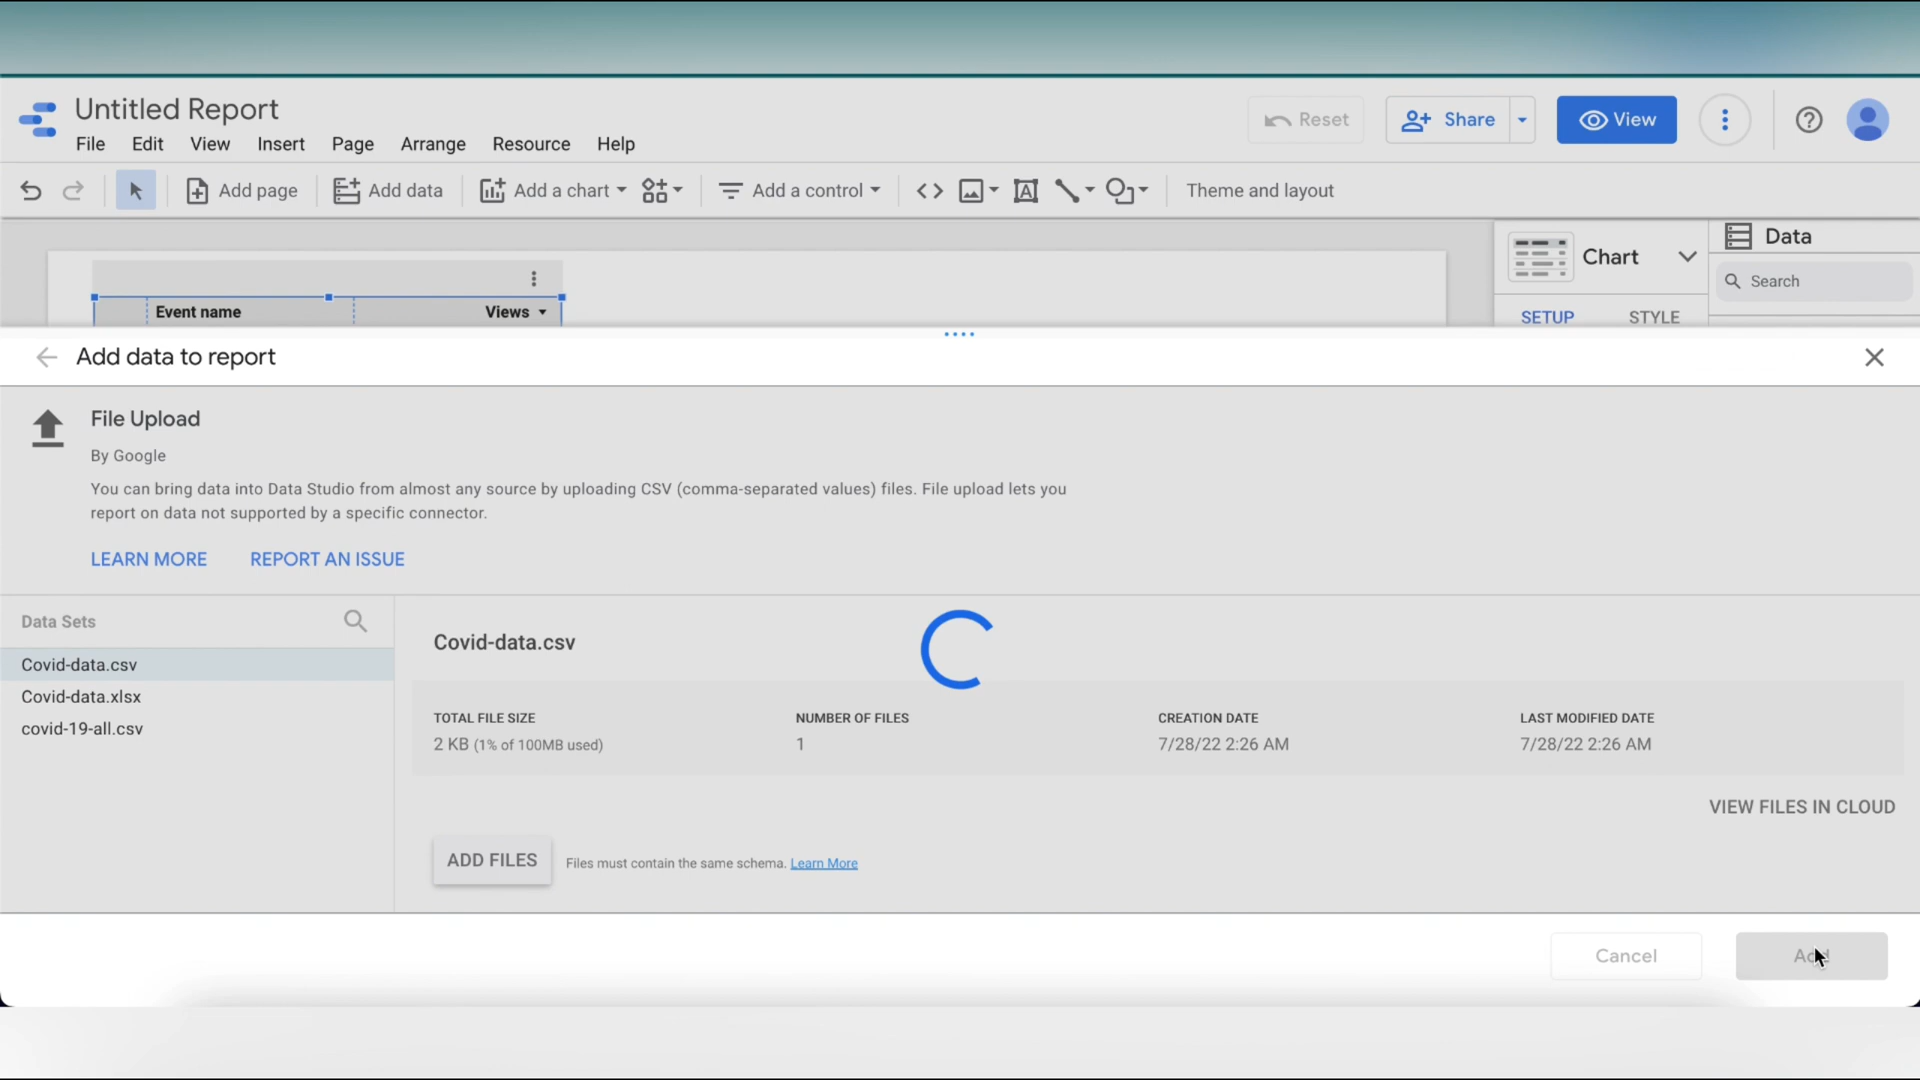 Untitled Report
File Edit View Insert Page Arrange Resource Help
Reset Share View
Add page Add data Add a chart Add a control Theme and layout
Chart
Data
Search
SETUP STYLE
Event name Views
Add data to report
File Upload
By Google
You can bring data into Data Studio from almost any source by uploading CSV (comma-separated values) files. File upload lets you
report on data not supported by a specific connector.
LEARN MORE REPORT AN ISSUE
Data Sets
Covid-data.csv
Covid-data.xlsx
covid-19-all.csv
Covid-data.csv
TOTAL FILE SIZE NUMBER OF FILES CREATION DATE LAST MODIFIED DATE
2 KB (1% of 100MB used) 1 7/28/22 2:26 AM 7/28/22 2:26 AM
VIEW FILES IN CLOUD
ADD FILES Files must contain the same schema. Learn More
Cancel Add